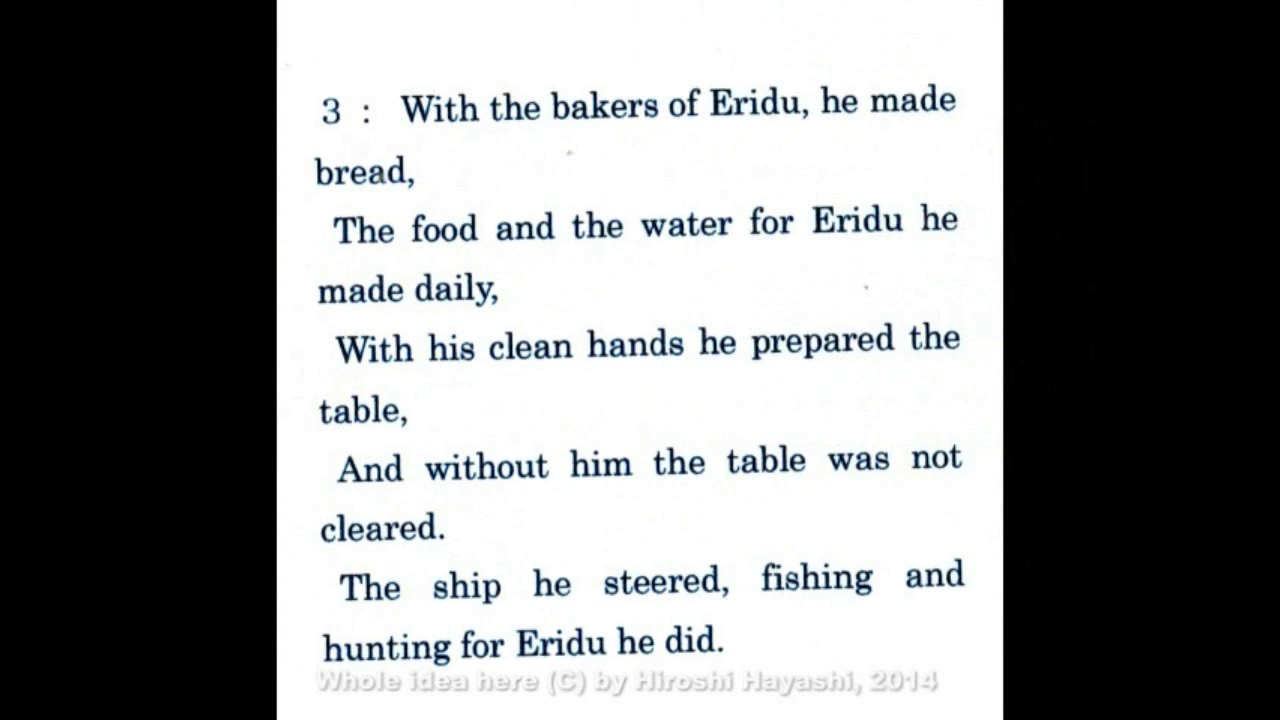 3 : With the bakers of Eridu, he made
bread,
The food and the water for Eridu he
made daily,
With his clean hands he prepared the
table,
And without him the table was not
cleared.
The ship he steered, fishing and
hunting for Eridu he did.
Whole idea here (C) by Hiroshi Hayashi, 2014